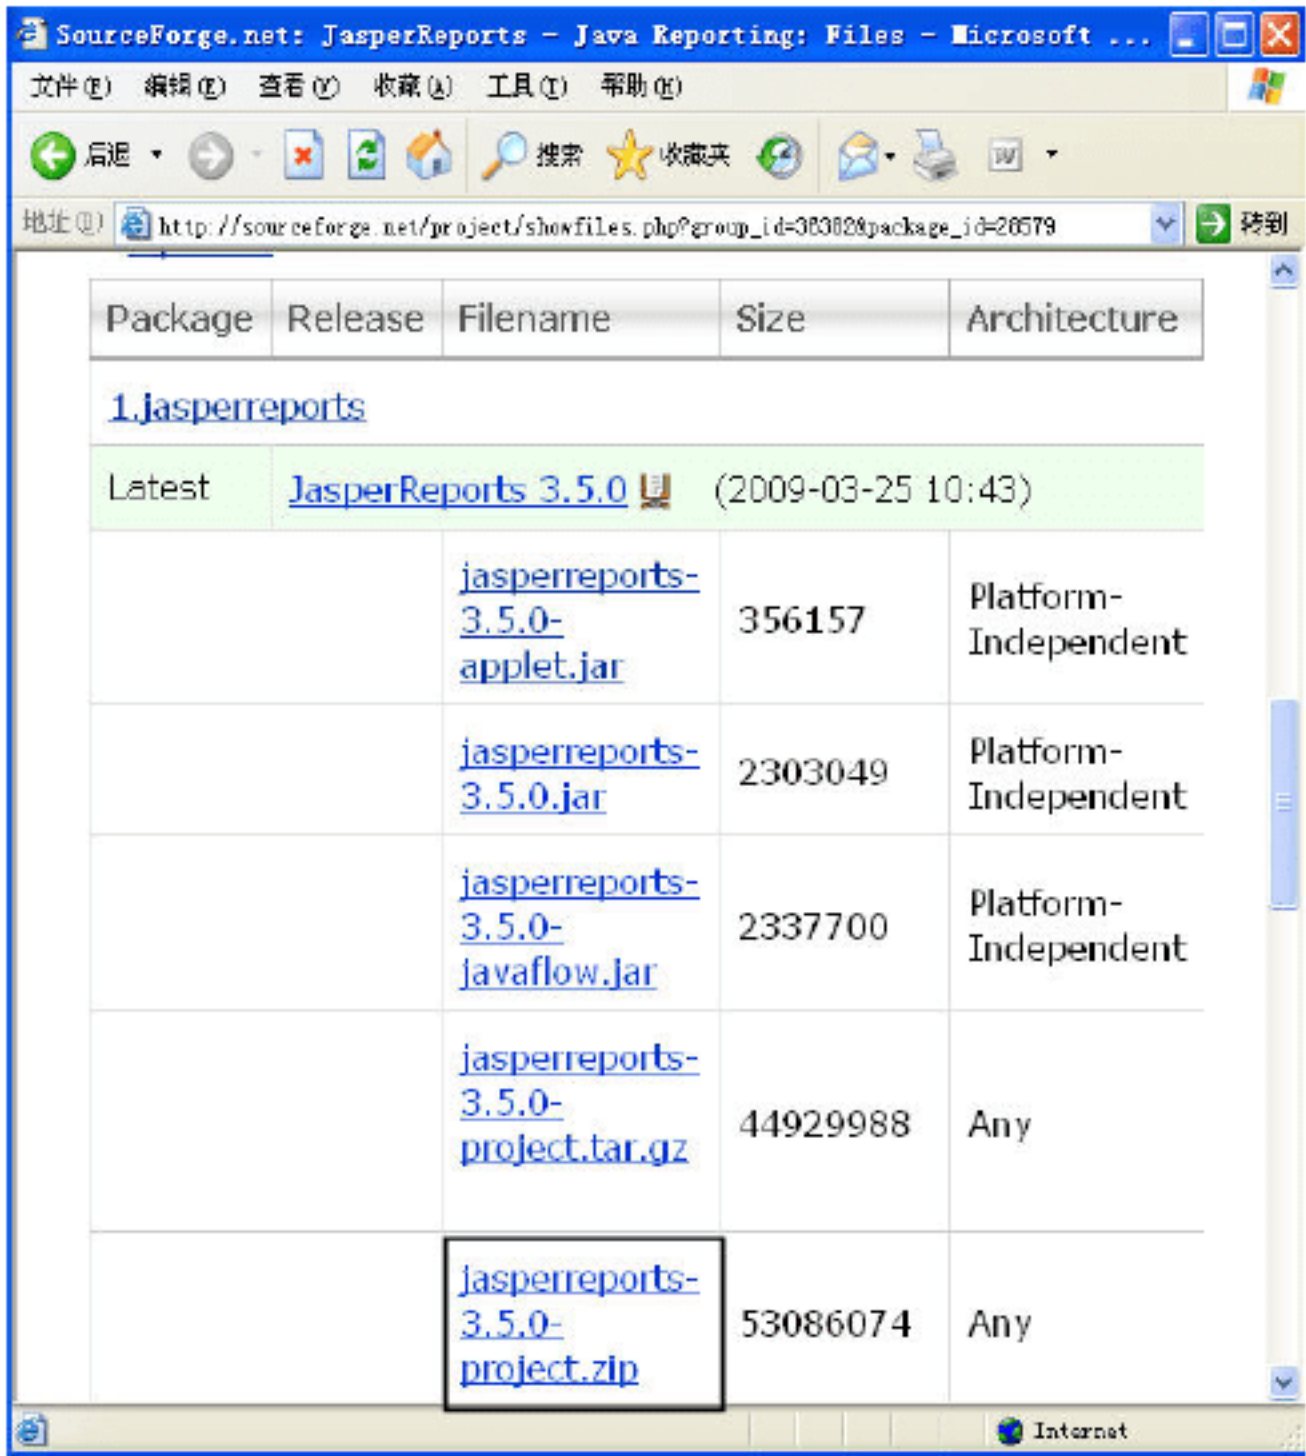 SourceForge.net: JasperReports - Java Reporting: Files - Microsoft ...
文件(F) 编辑(E) 查看(V) 收藏(A) 工具(T) 帮助(H)
后退 搜索 收藏夹
地址(D) http://sourceforge.net/project/showfiles.php?group_id=36382&package_id=28579 转到
Package Release Filename Size Architecture
1.jasperreports
Latest JasperReports 3.5.0 (2009-03-25 10:43)
jasperreports-
3.5.0-
applet.jar
356157
Platform-
Independent
jasperreports-
3.5.0.jar
2303049
Platform-
Independent
jasperreports-
3.5.0-
javaflow.jar
2337700
Platform-
Independent
jasperreports-
3.5.0-
project.tar.gz
44929988
Any
jasperreports-
3.5.0-
project.zip
53086074
Any
Internet